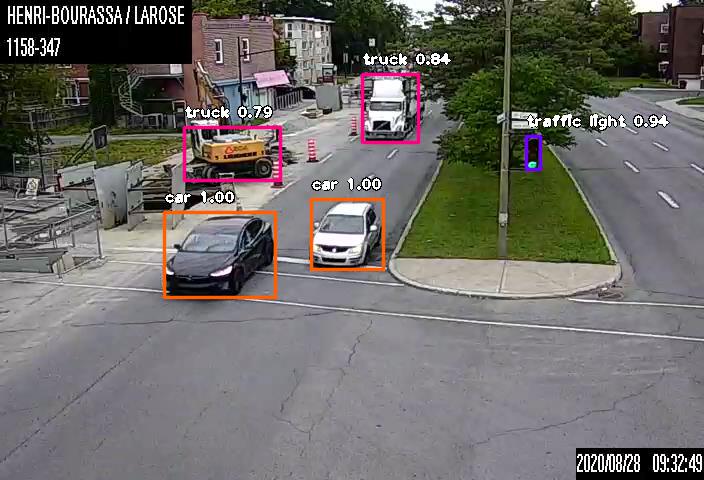 HENRI-BOURASSA / LAROSE
1158-347
truck 0.84
truck 0.79
traffic light 0.94
car 1.00
car 1.00
LIEBHERR
2020/08/28 09:32:49